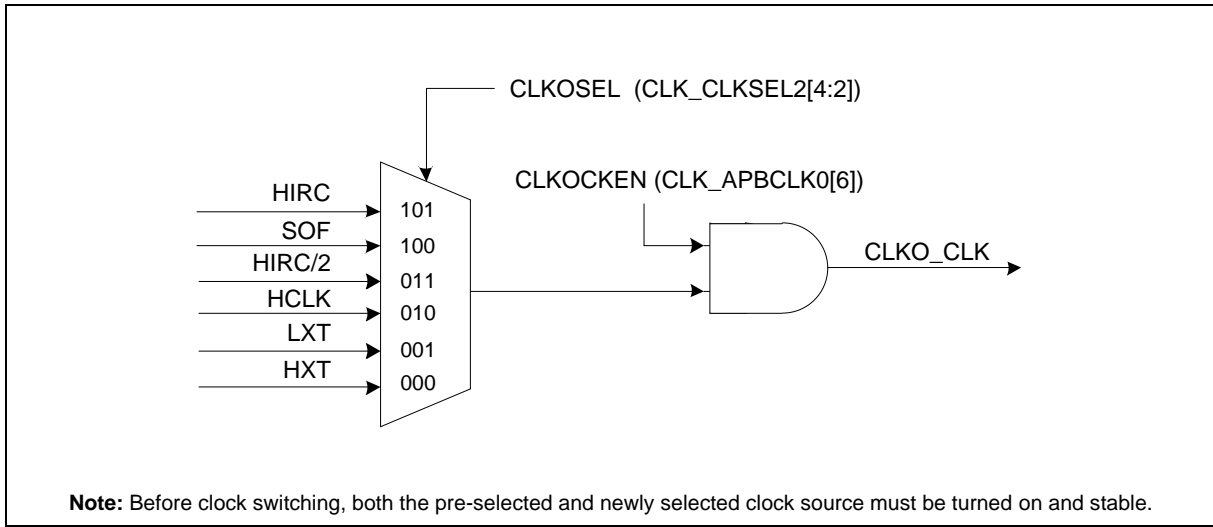 CLKOSEL (CLK_CLKSEL2[4:2])
CLKOCKEN (CLK_APBCLK0[6])
HIRC
101
SOF
100
HIRC/2
011
HCLK
010
LXT
001
HXT
000
CLKO_CLK
Note: Before clock switching, both the pre-selected and newly selected clock source must be turned on and stable.